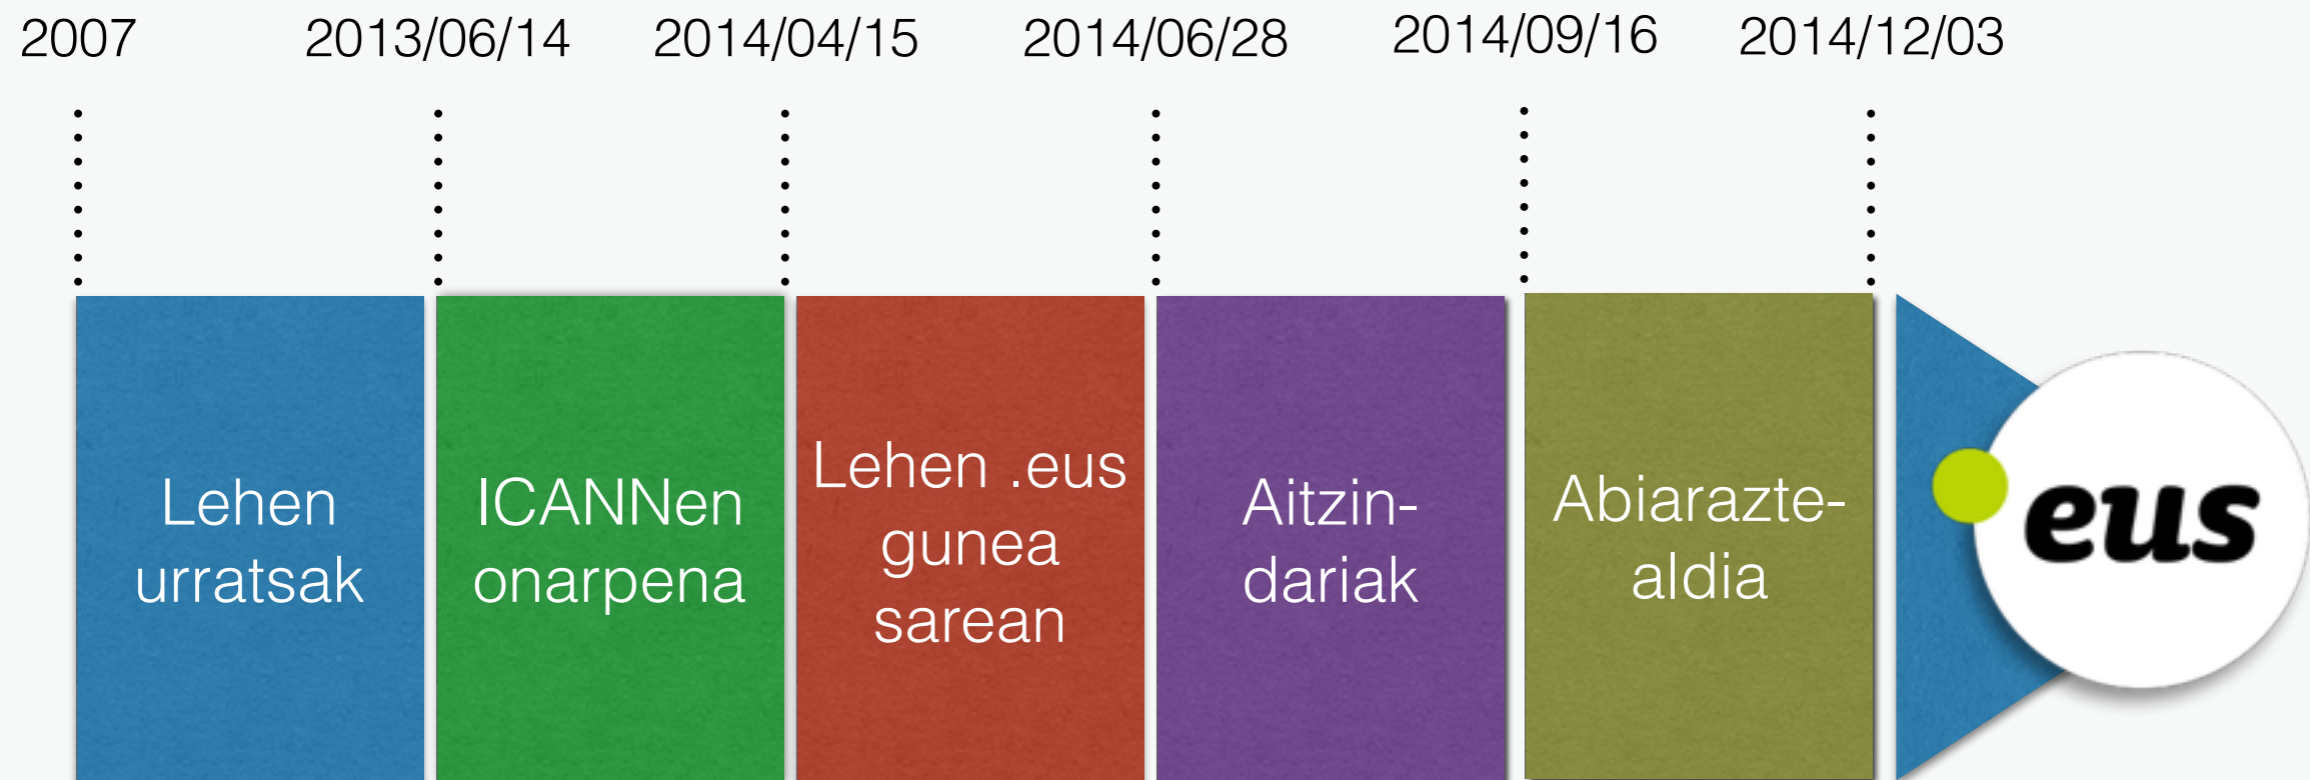 2007
2013/06/14
2014/04/15
2014/06/28
2014/09/16
2014/12/03
Lehen
urratsak
ICANNen
onarpena
Lehen .eus
gunea
sarean
Aitzin-
dariak
Abiarazte-
aldia
.eus